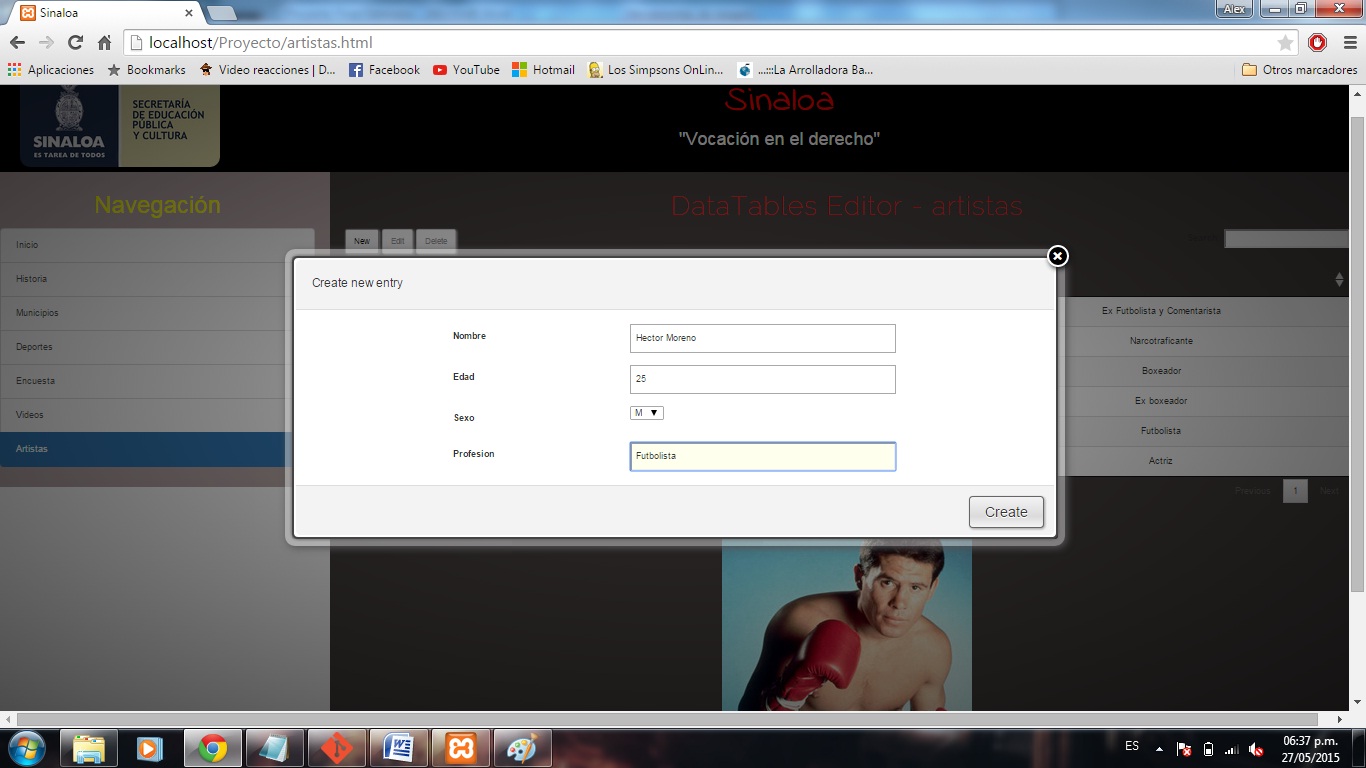 Sinaloa
Alex
localhost/Proyecto/artistas.html
Aplicaciones Bookmarks Video reacciones | D... Facebook YouTube Hotmail Los Simpsons OnLin... ...:::La Arrolladora Ba... Otros marcadores
SINALOA
ES TAREA DE TODOS
SECRETARÍA
DE EDUCACIÓN
PÚBLICA
Y CULTURA
Sinaloa
"Vocación en el derecho"
Navegación
Inicio
Historia
Municipios
Deportes
Encuesta
Videos
Artistas
DataTables Editor - artistas
New Edit Delete
Create new entry
Nombre Hector Moreno
Edad 25
Sexo M
Profesion Futbolista
Create
Ex Futbolista y Comentarista
Narcotraficante
Boxeador
Ex boxeador
Futbolista
Actriz
Previous 1 Next
ES
06:37 p.m.
27/05/2015